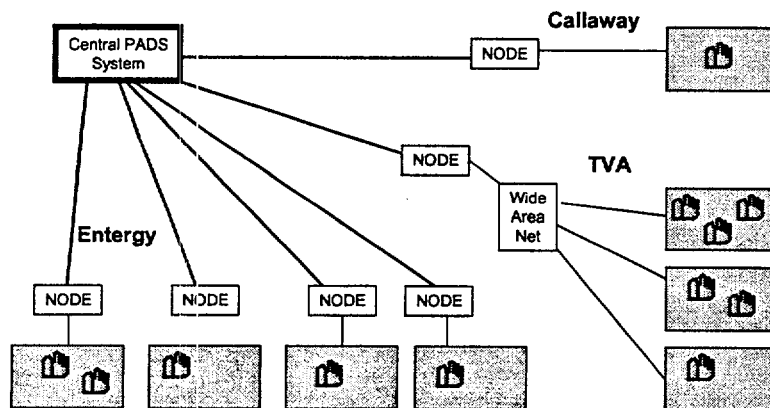 Callaway
Central PADS
System
NODE
NODE
TVA
Wide
Area
Net
Entergy
NODE
NODE
NODE
NODE